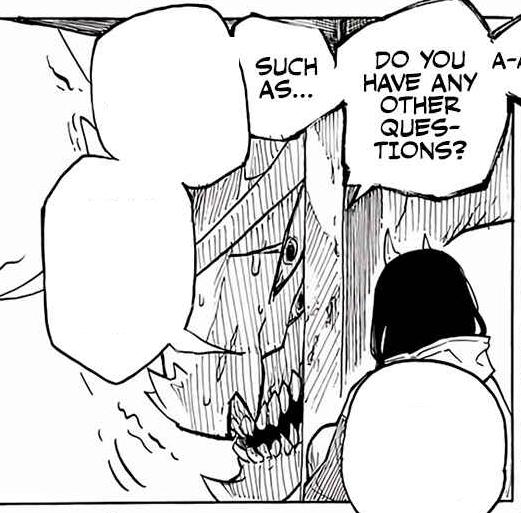 A-A
DO YOU
HAVE ANY
OTHER
QUES-
TIONS?
SUCH
AS...